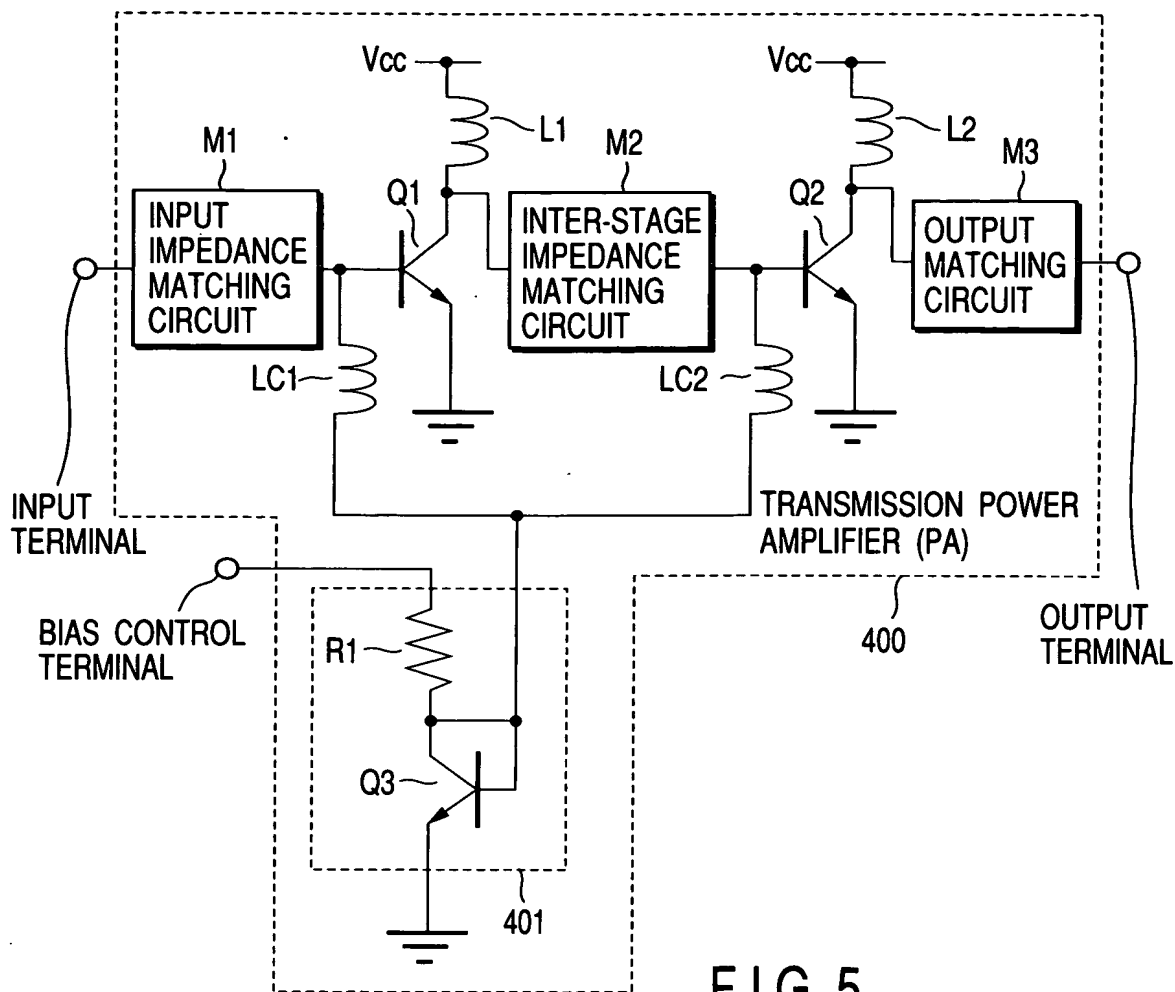 Vcc
Vcc
L1
L2
M1
M2
M3
Q1
Q2
INPUT
IMPEDANCE
MATCHING
CIRCUIT
INTER-STAGE
IMPEDANCE
MATCHING
CIRCUIT
OUTPUT
MATCHING
CIRCUIT
LC1
LC2
INPUT
TERMINAL
TRANSMISSION POWER
AMPLIFIER (PA)
BIAS CONTROL
TERMINAL
R1
400
OUTPUT
TERMINAL
Q3
401
FIG. 5